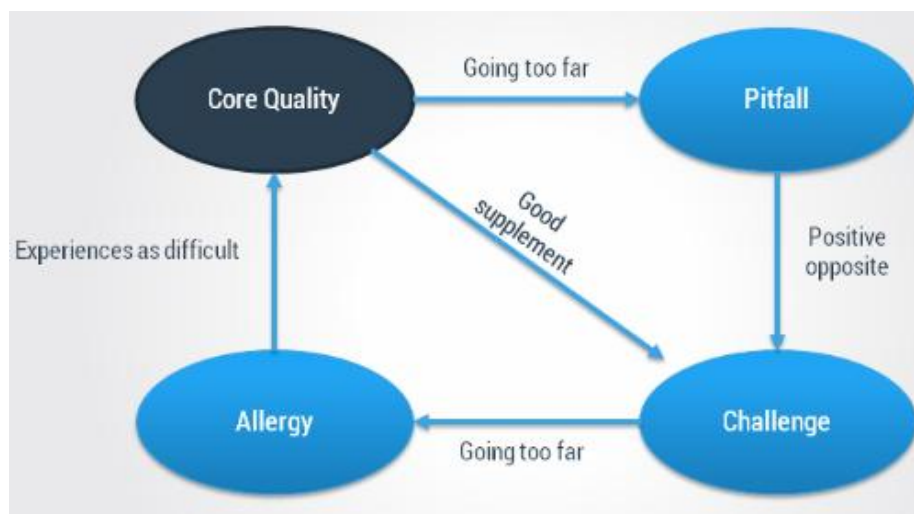 Going too far
Core Quality
Pitfall
Good
supplement
Experiences as difficult
Positive
opposite
Allergy
Challenge
Going too far